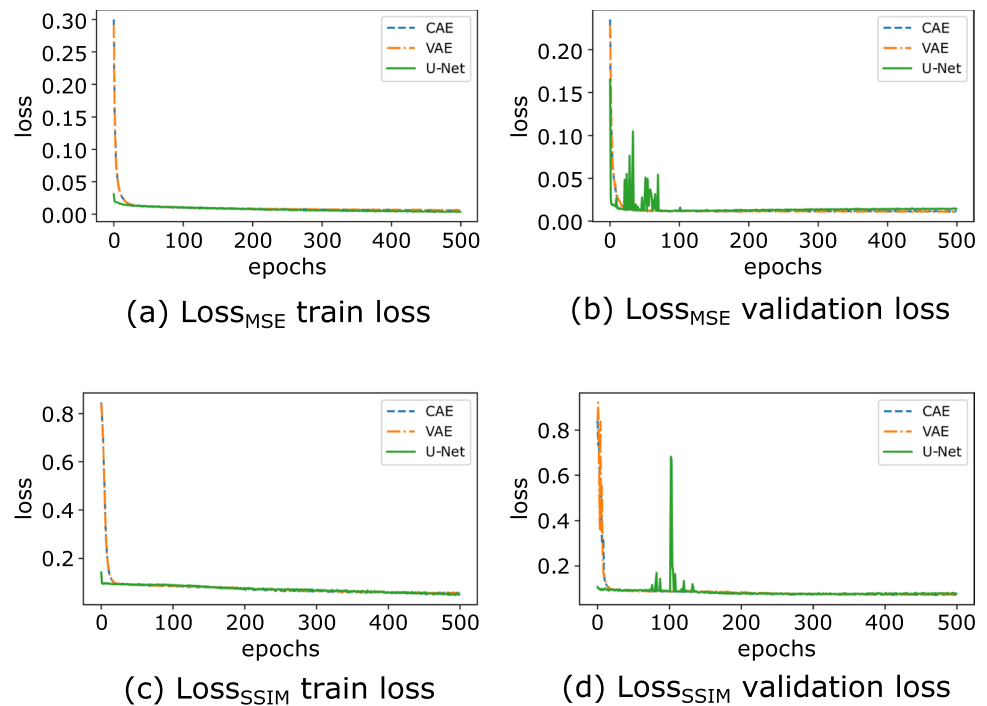 0.30
0.25
0.20
0.15
0.10
0.05
0.00
loss
CAE
VAE
U-Net
0 100 200 300 400 500
epochs
(a) Loss_MSE train loss
0.20
0.15
0.10
0.05
0.00
loss
CAE
VAE
U-Net
0 100 200 300 400 500
epochs
(b) Loss_MSE validation loss
0.8
0.6
0.4
0.2
loss
CAE
VAE
U-Net
0 100 200 300 400 500
epochs
(c) Loss_SSIM train loss
0.8
0.6
0.4
0.2
loss
CAE
VAE
U-Net
0 100 200 300 400 500
epochs
(d) Loss_SSIM validation loss